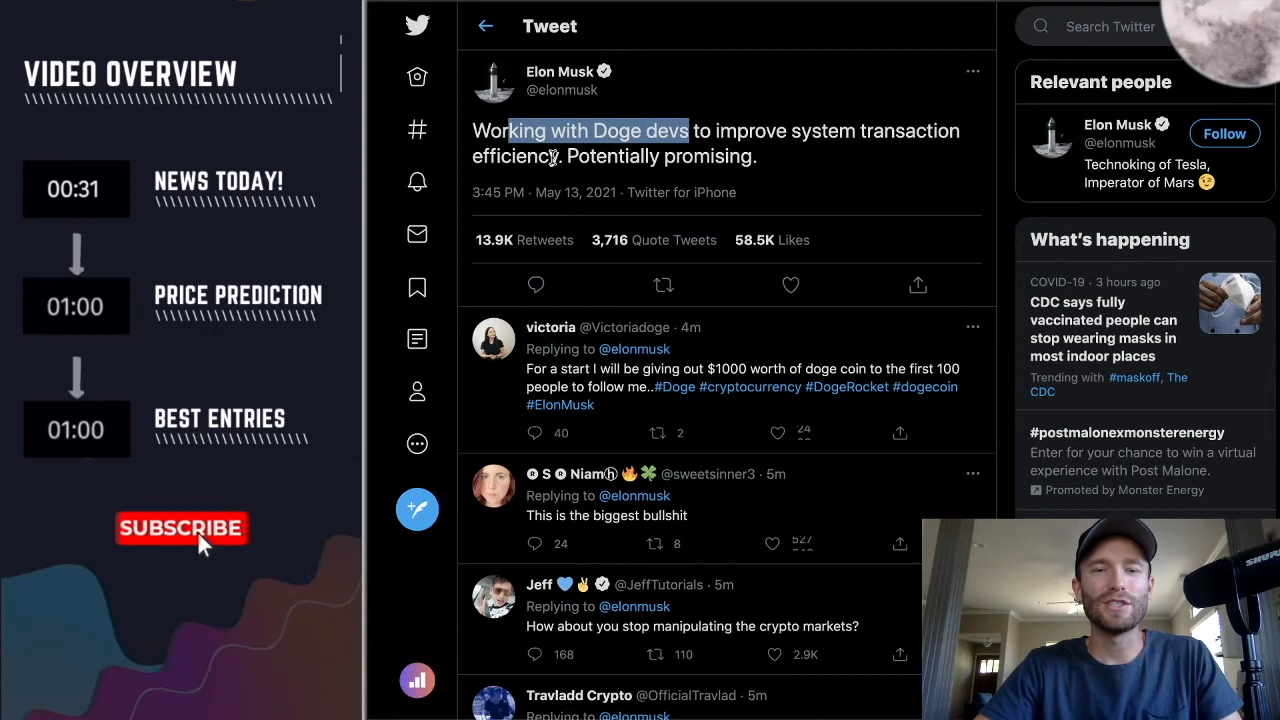 VIDEO OVERVIEW
00:31
NEWS TODAY!
01:00
PRICE PREDICTION
01:00
BEST ENTRIES
SUBSCRIBE
Tweet
Elon Musk
@elonmusk
Working with Doge devs to improve system transaction
efficiency. Potentially promising.
3:45 PM · May 13, 2021 · Twitter for iPhone
13.9K Retweets 3,716 Quote Tweets 58.5K Likes
victoria @Victoriadoge · 4m
Replying to @elonmusk
For a start I will be giving out $1000 worth of doge coin to the first 100
people to follow me..#Doge #cryptocurrency #DogeRocket #dogecoin
#ElonMusk
40 2
🅡 S 🅡 Niamⓗ 🔥🍀 @sweetsinner3 · 5m
Replying to @elonmusk
This is the biggest bullshit
24 8
Jeff 💙✌ @JeffTutorials · 5m
Replying to @elonmusk
How about you stop manipulating the crypto markets?
168 110 2.9K
Travladd Crypto @OfficialTravlad · 5m
Replying to @elonmusk
Search Twitter
Relevant people
Elon Musk
@elonmusk
Follow
Technoking of Tesla,
Imperator of Mars 😉
What's happening
COVID-19 · 3 hours ago
CDC says fully
vaccinated people can
stop wearing masks in
most indoor places
Trending with #maskoff, The
CDC
#postmalonexmonsterenergy
Enter for your chance to win a virtual
experience with Post Malone.
Promoted by Monster Energy